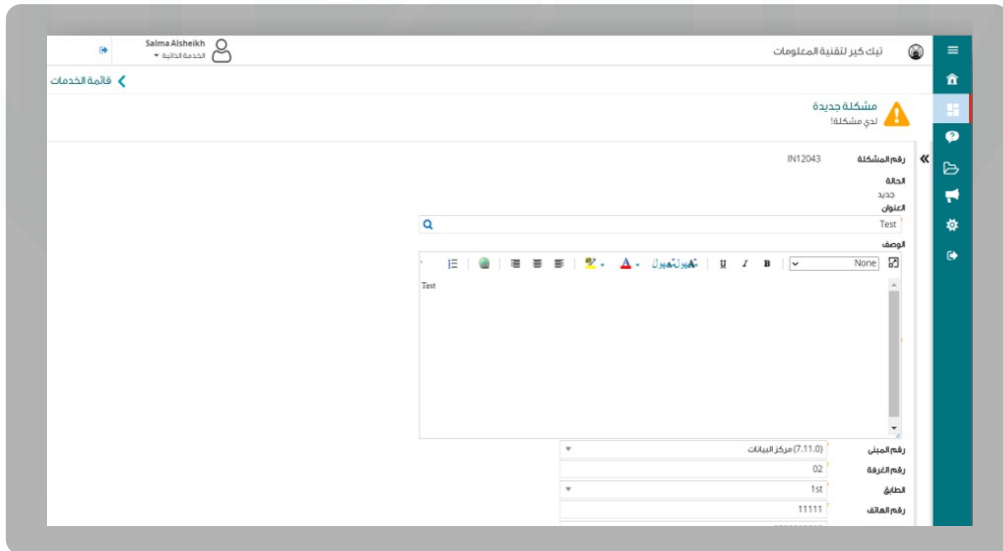 تيك كير لتقنية المعلومات
Salma Alsheikh
الخدمة الذاتية
قائمة الخدمات
مشكلة جديدة
لدي مشكلة!
رقم المشكلة IN12043
الحالة
جديد
العنوان
Test
الوصف
None B I U A
Test
رقم المبنى (7.11.0) مركز البيانات
رقم الغرفة 02
الطابق 1st
رقم الهاتف 11111